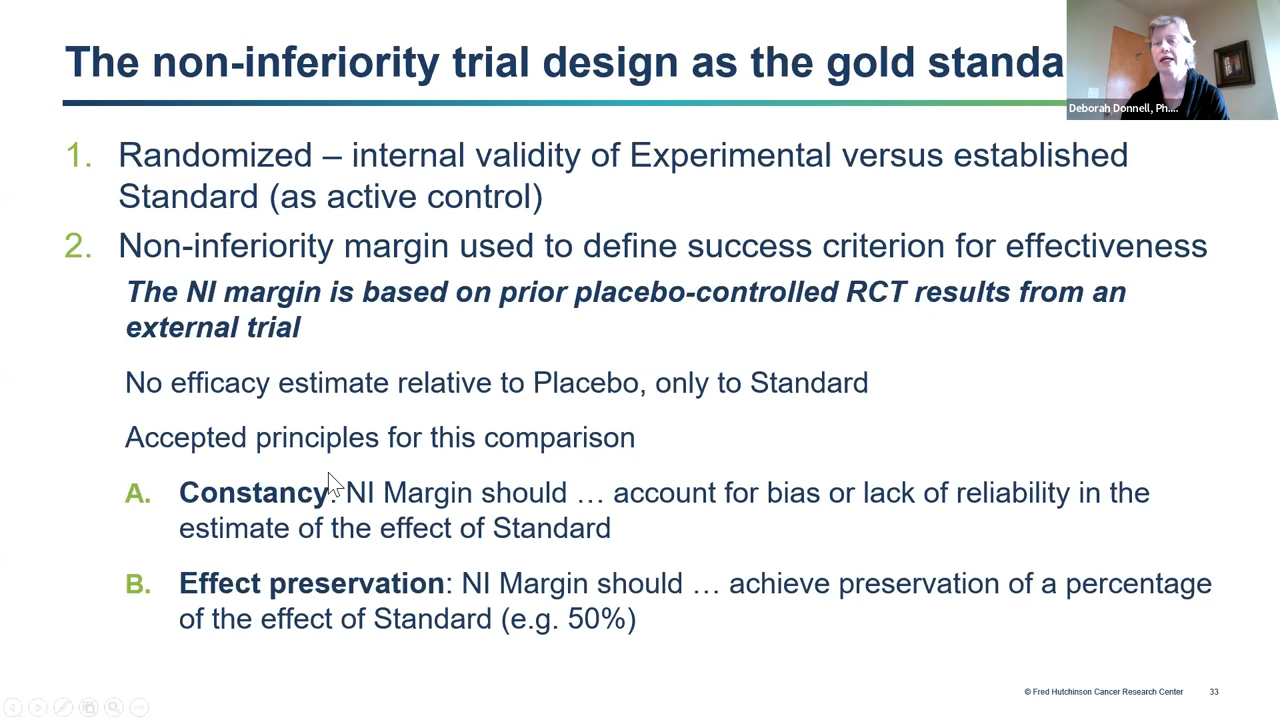 The non-inferiority trial design as the gold standa
Deborah Donnell, Ph....
1. Randomized – internal validity of Experimental versus established
Standard (as active control)
2. Non-inferiority margin used to define success criterion for effectiveness
The NI margin is based on prior placebo-controlled RCT results from an
external trial
No efficacy estimate relative to Placebo, only to Standard
Accepted principles for this comparison
A. Constancy: NI Margin should … account for bias or lack of reliability in the
estimate of the effect of Standard
B. Effect preservation: NI Margin should … achieve preservation of a percentage
of the effect of Standard (e.g. 50%)
© Fred Hutchinson Cancer Research Center 33